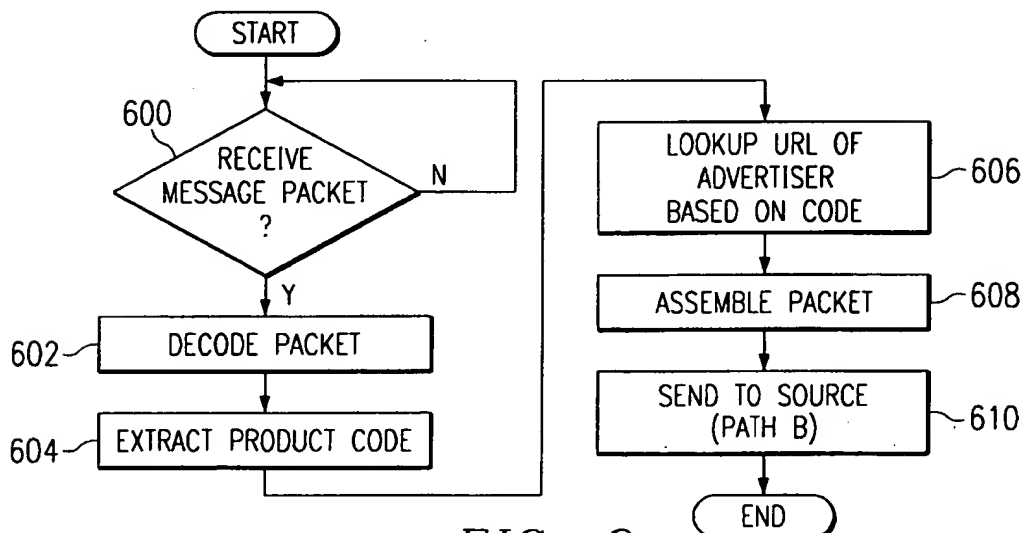 START
600
RECEIVE
MESSAGE PACKET
?
N
Y
602
DECODE PACKET
604
EXTRACT PRODUCT CODE
LOOKUP URL OF
ADVERTISER
BASED ON CODE
606
ASSEMBLE PACKET
608
SEND TO SOURCE
(PATH B)
610
END